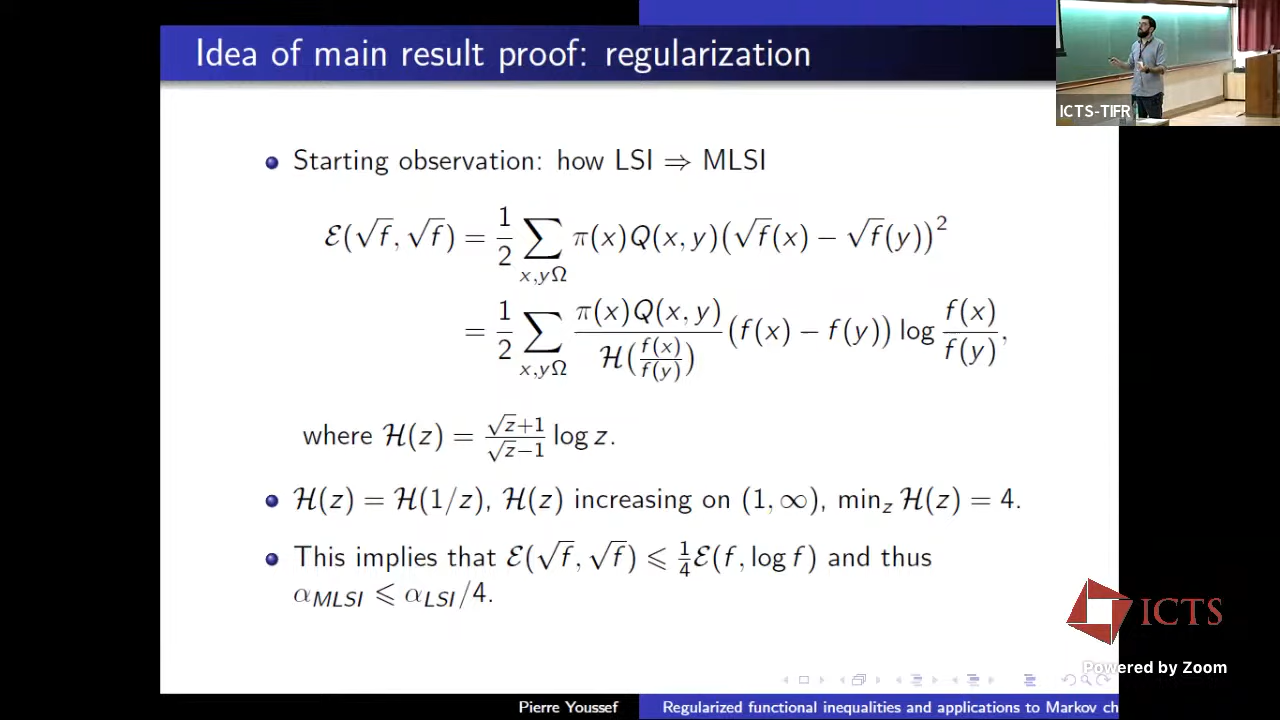 Idea of main result proof: regularization
ICTS-TIFR
Starting observation: how LSI ⇒ MLSI
ℰ(√f, √f) = 1/2 ∑_{x,yΩ} π(x)Q(x, y)(√f(x) − √f(y))²
= 1/2 ∑_{x,yΩ} π(x)Q(x, y)/ℋ(f(x)/f(y)) (f(x) − f(y)) log f(x)/f(y),
where ℋ(z) = (√z+1)/(√z−1) log z.
ℋ(z) = ℋ(1/z), ℋ(z) increasing on (1, ∞), min_z ℋ(z) = 4.
This implies that ℰ(√f, √f) ⩽ 1/4 ℰ(f, log f) and thus
α_MLSI ⩽ α_LSI/4.
ICTS
Powered by Zoom
Pierre Youssef
Regularized functional inequalities and applications to Markov ch